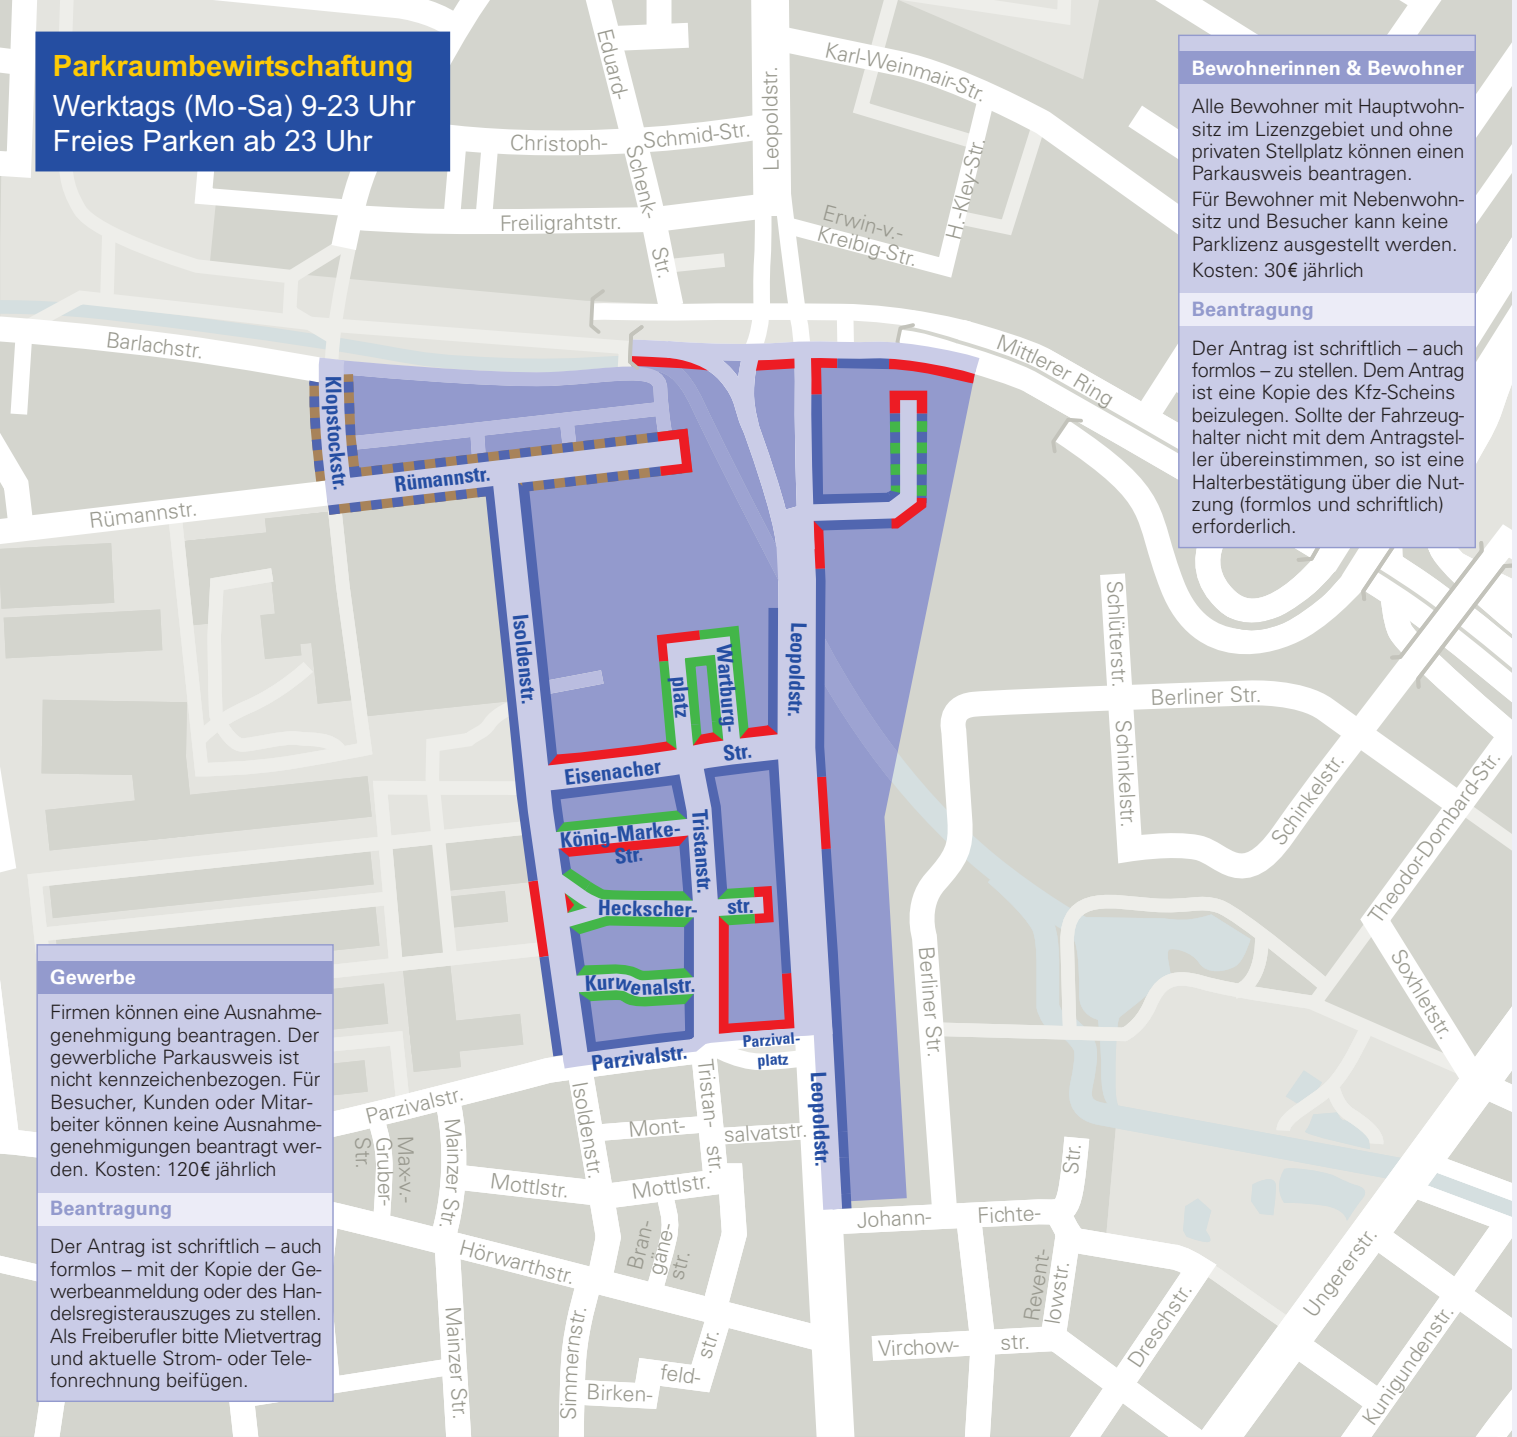 Parkraumbewirtschaftung
Werktags (Mo-Sa) 9-23 Uhr
Freies Parken ab 23 Uhr
Bewohnerinnen & Bewohner
Alle Bewohner mit Hauptwohn-
sitz im Lizenzgebiet und ohne
privaten Stellplatz können einen
Parkausweis beantragen.
Für Bewohner mit Nebenwohn-
sitz und Besucher kann keine
Parklizenz ausgestellt werden.
Kosten: 30€ jährlich
Beantragung
Der Antrag ist schriftlich – auch
formlos – zu stellen. Dem Antrag
ist eine Kopie des Kfz-Scheins
beizulegen. Sollte der Fahrzeug-
halter nicht mit dem Antragstel-
ler übereinstimmen, so ist eine
Halterbestätigung über die Nut-
zung (formlos und schriftlich)
erforderlich.
Gewerbe
Firmen können eine Ausnahme-
genehmigung beantragen. Der
gewerbliche Parkausweis ist
nicht kennzeichenbezogen. Für
Besucher, Kunden oder Mitar-
beiter können keine Ausnahme-
genehmigungen beantragt wer-
den. Kosten: 120€ jährlich
Beantragung
Der Antrag ist schriftlich – auch
formlos – mit der Kopie der Ge-
werbeanmeldung oder des Han-
delsregisterauszuges zu stellen.
Als Freiberufler bitte Mietvertrag
und aktuelle Strom- oder Tele-
fonrechnung beifügen.
Eduard-
Schenk-
Str.
Leopoldstr.
Karl-Weinmair-Str.
Christoph-
Schmid-Str.
H.-Kley-Str.
Freiligrahtstr.
Erwin-v.-
Kreibig-Str.
Barlachstr.
Mittlerer Ring
Klopstockstr.
Rümannstr.
Rümannstr.
Isoldenstr.
Wartburg-
platz
Leopoldstr.
Eisenacher
Str.
König-Marke-
Str.
Tristanstr.
Heckscher-
str.
Kurwenalstr.
Parzivalstr.
Parzival-
platz
Leopoldstr.
Schlüterstr.
Berliner Str.
Schinkelstr.
Schinkelstr.
Theodor-Dombard-Str.
Soxhletstr.
Berliner Str.
Parzivalstr.
Isoldenstr.
Tristan-
str.
Mont-
salvatstr.
Max-v.-
Gruber-
Str.
Mainzer Str.
Mottlstr.
Mottlstr.
Bran-
gäne-
str.
Hörwarthstr.
Johann-
Fichte-
Str.
Revent-
lowstr.
Ungererstr.
Dreschstr.
Kunigundenstr.
Virchow-
str.
Mainzer Str.
Simmernstr.
Birken-
feld-
str.